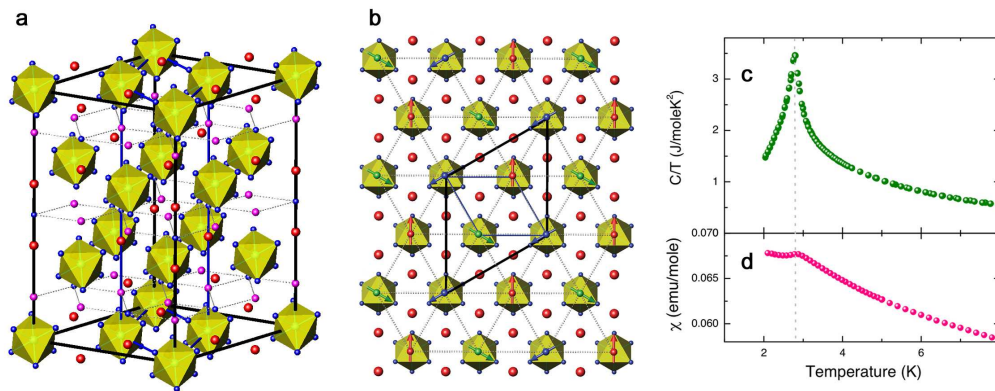 a
b
c
C/T (J/moleK²)
3
2
1
d
χ (emu/mole)
0.070
0.065
0.060
2
4
6
Temperature (K)